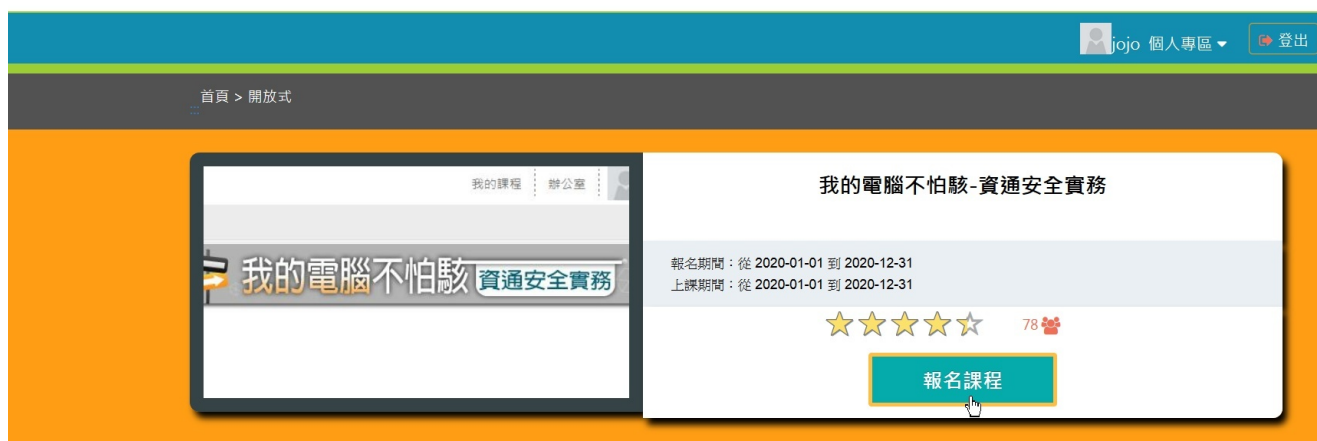 jojo 個人專區
登出
首頁 > 開放式
:::
我的課程 辦公室
我的電腦不怕駭 資通安全實務
我的電腦不怕駭-資通安全實務
報名期間：從 2020-01-01 到 2020-12-31
上課期間：從 2020-01-01 到 2020-12-31
78
報名課程